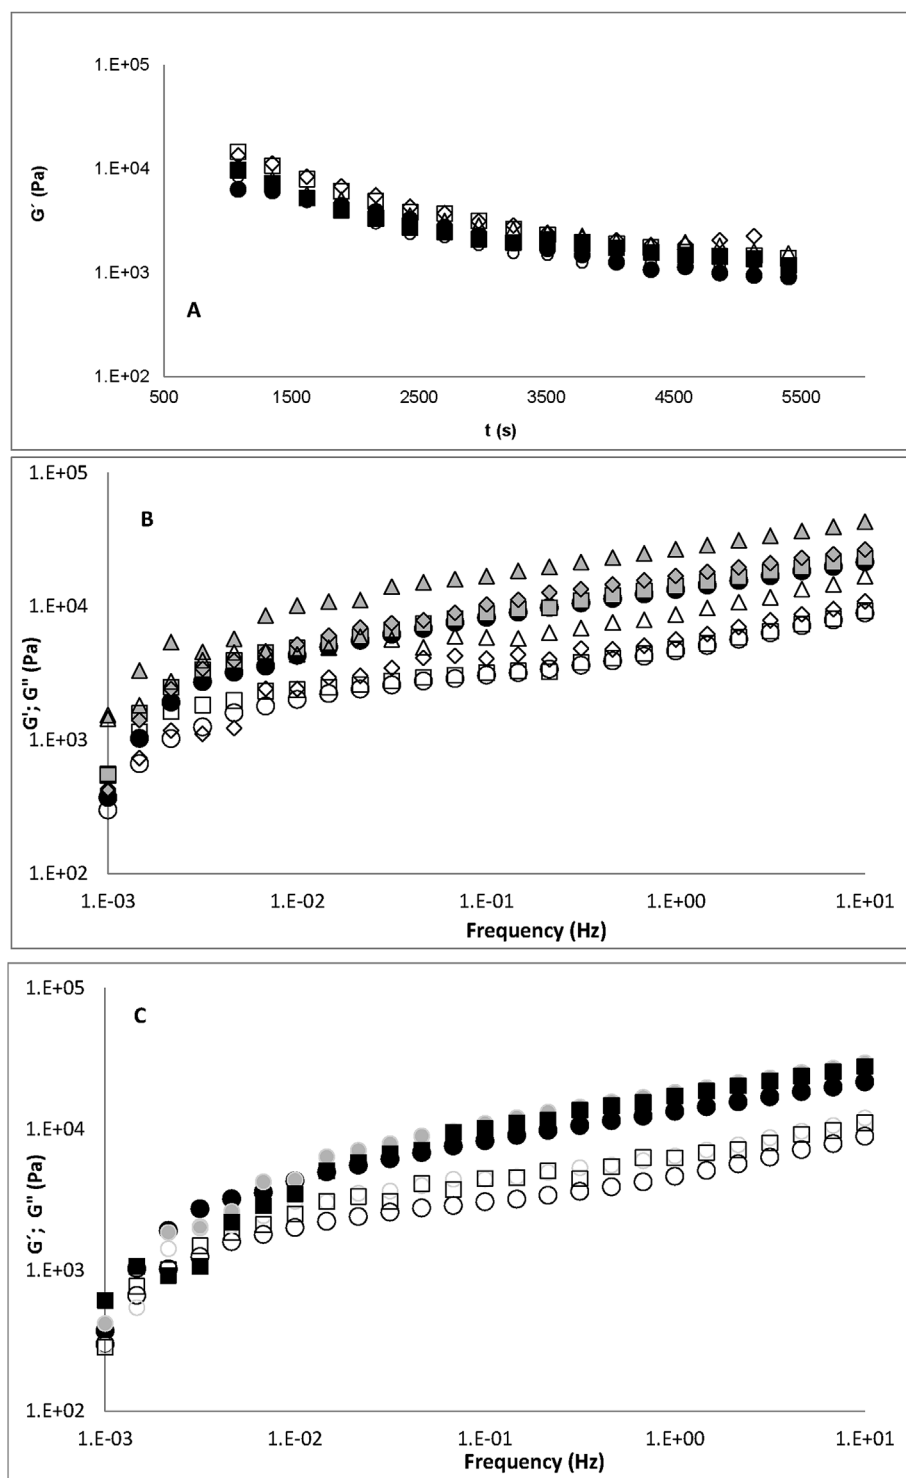 1.E+05
1.E+04
G´ (Pa)
1.E+03
A
1.E+02
500 1500 2500 3500 4500 5500
t (s)
1.E+05
B
1.E+04
G'; G" (Pa)
1.E+03
1.E+02
1.E-03 1.E-02 1.E-01 1.E+00 1.E+01
Frequency (Hz)
1.E+05
C
1.E+04
G´; G" (Pa)
1.E+03
1.E+02
1.E-03 1.E-02 1.E-01 1.E+00 1.E+01
Frequency (Hz)